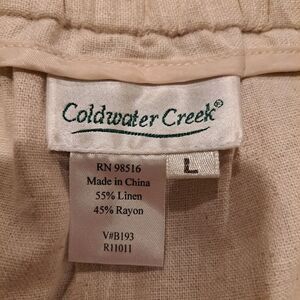 Coldwater Creek®
L
RN 98516
Made in China
55% Linen
45% Rayon
V#B193
R11011